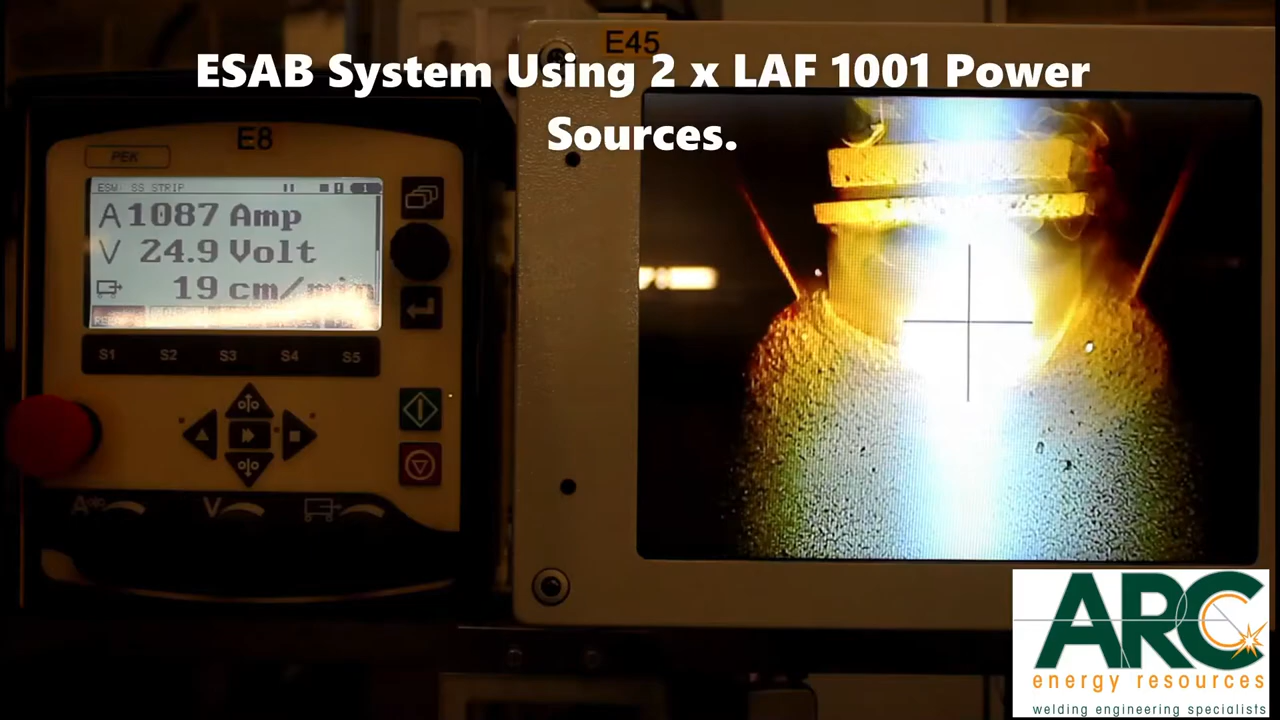 ESAB System Using 2 x LAF 1001 Power
Sources.
E45
E8
PEK
SS STRIP
A 1087 Amp
V 24.9 Volt
19 cm/min
S1 S2 S3 S4 S5
A V
ARC
energy resources
welding engineering specialists